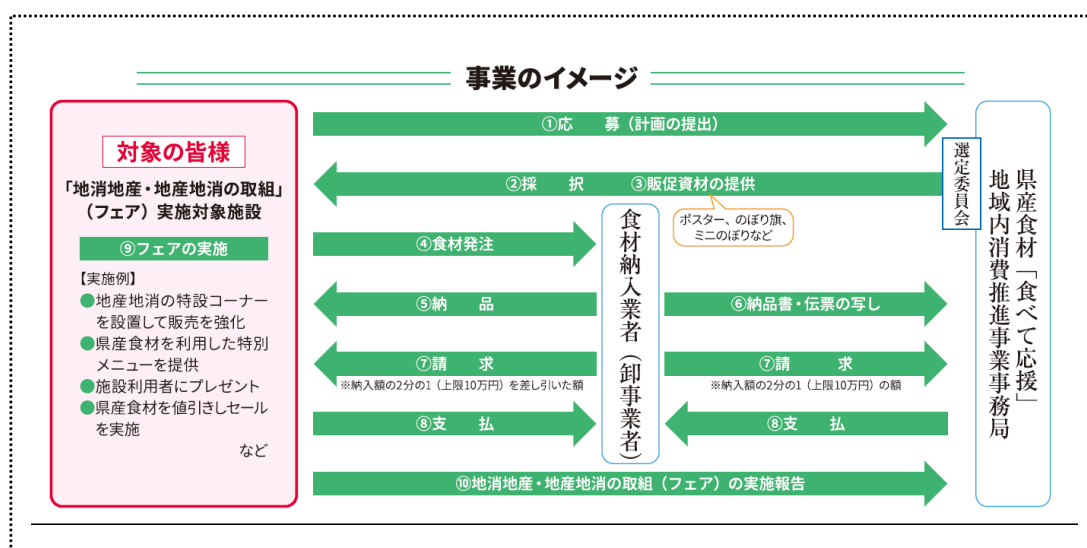 事業のイメージ
対象の皆様
「地消地産・地産地消の取組」
（フェア）実施対象施設
⑨フェアの実施
【実施例】
●地産地消の特設コーナー
を設置して販売を強化
●県産食材を利用した特別
メニューを提供
●施設利用者にプレゼント
●県産食材を値引きしセール
を実施
など
①応　募（計画の提出）
②採　択　③販促資材の提供
ポスター、のぼり旗、
ミニのぼりなど
④食材発注
⑤納　品
⑥納品書・伝票の写し
⑦請　求
※納入額の2分の1（上限10万円）を差し引いた額
⑦請　求
※納入額の2分の1（上限10万円）の額
⑧支　払
⑧支　払
⑩地消地産・地産地消の取組（フェア）の実施報告
食材納入業者（卸事業者）
選定委員会
県産食材「食べて応援」
地域内消費推進事業事務局